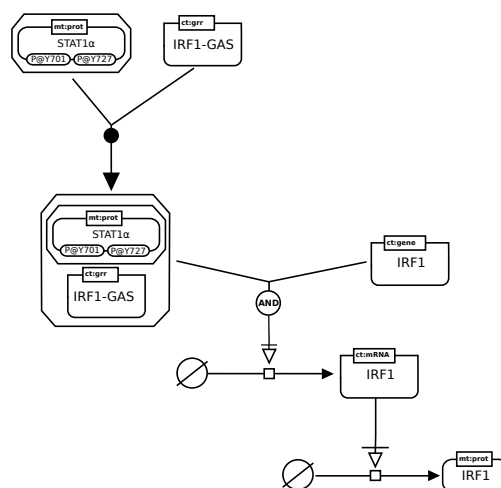 mt:prot
STAT1α
P@Y701 P@Y727
ct:grr
IRF1-GAS
mt:prot
STAT1α
P@Y701 P@Y727
ct:grr
IRF1-GAS
ct:gene
IRF1
AND
ct:mRNA
IRF1
mt:prot
IRF1